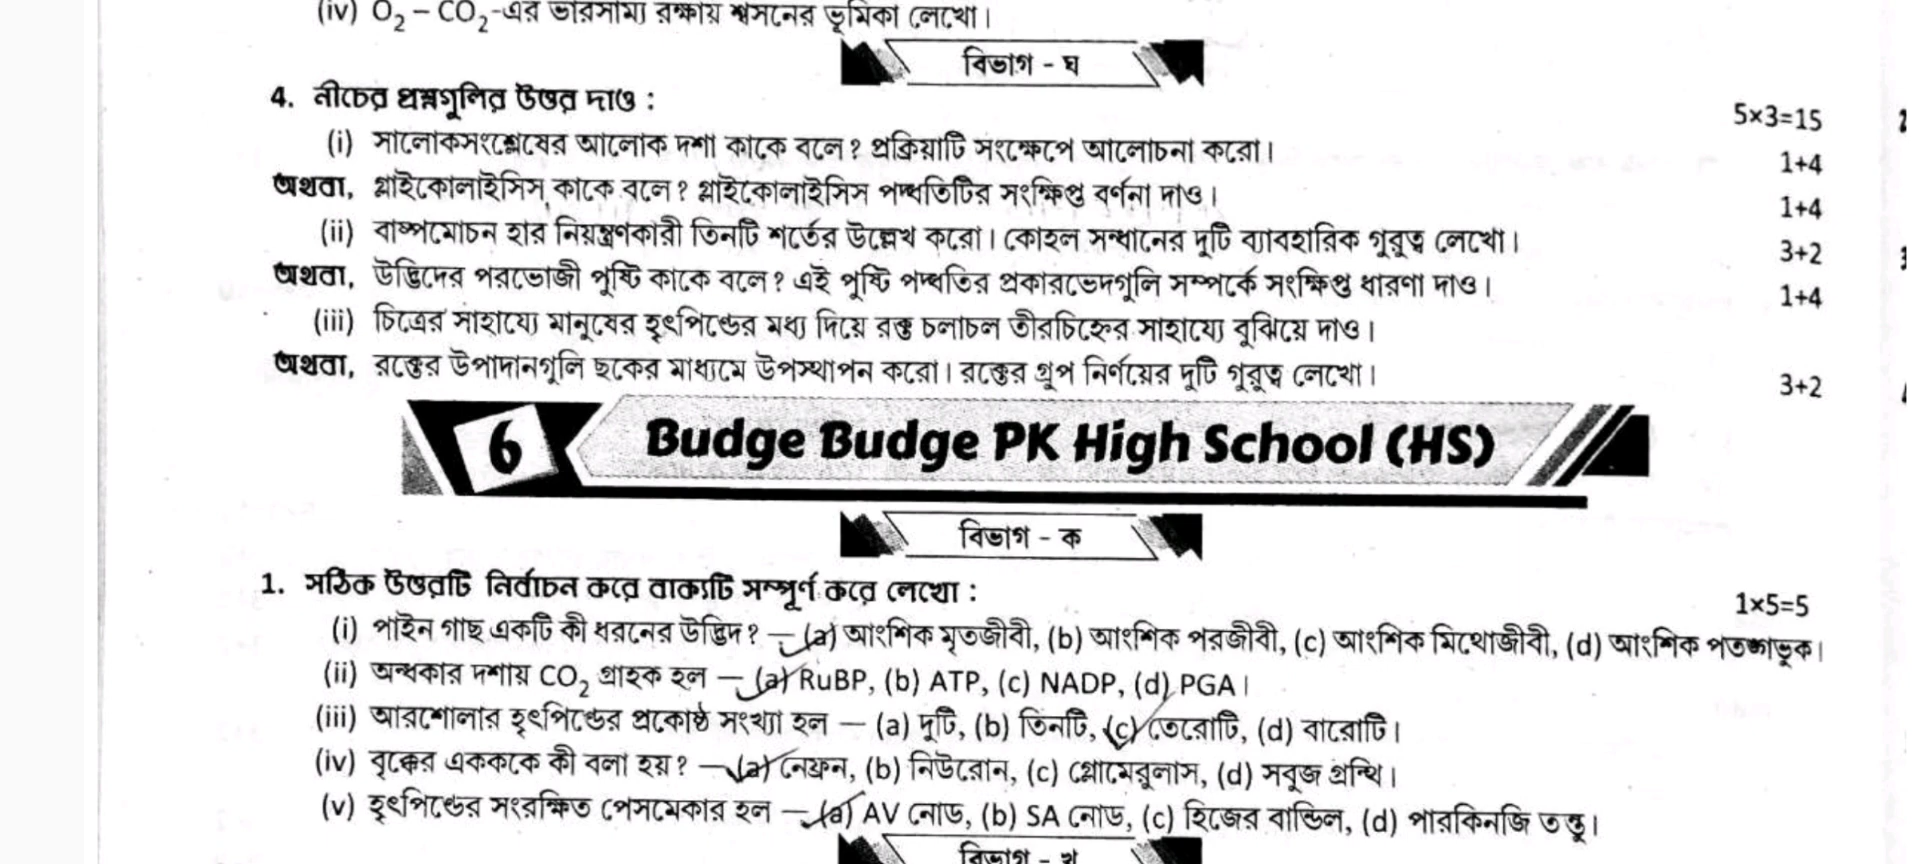 (iv) O₂ – CO₂-এর ভারসাম্য রক্ষায় শ্বসনের ভূমিকা লেখো।
বিভাগ - ঘ
4. নীচের প্রশ্নগুলির উত্তর দাও : 5×3=15
(i) সালোকসংশ্লেষের আলোক দশা কাকে বলে? প্রক্রিয়াটি সংক্ষেপে আলোচনা করো। 1+4
অথবা, গ্লাইকোলাইসিস কাকে বলে? গ্লাইকোলাইসিস পদ্ধতিটির সংক্ষিপ্ত বর্ণনা দাও। 1+4
(ii) বাষ্পমোচন হার নিয়ন্ত্রণকারী তিনটি শর্তের উল্লেখ করো। কোহল সন্ধানের দুটি ব্যাবহারিক গুরুত্ব লেখো। 3+2
অথবা, উদ্ভিদের পরভোজী পুষ্টি কাকে বলে? এই পুষ্টি পদ্ধতির প্রকারভেদগুলি সম্পর্কে সংক্ষিপ্ত ধারণা দাও। 1+4
(iii) চিত্রের সাহায্যে মানুষের হৃৎপিণ্ডের মধ্য দিয়ে রক্ত চলাচল তীরচিহ্নের সাহায্যে বুঝিয়ে দাও।
অথবা, রক্তের উপাদানগুলি ছকের মাধ্যমে উপস্থাপন করো। রক্তের গ্রুপ নির্ণয়ের দুটি গুরুত্ব লেখো। 3+2
6 Budge Budge PK High School (HS)
বিভাগ - ক
1. সঠিক উত্তরটি নির্বাচন করে বাক্যটি সম্পূর্ণ করে লেখো : 1×5=5
(i) পাইন গাছ একটি কী ধরনের উদ্ভিদ? — (a) আংশিক মৃতজীবী, (b) আংশিক পরজীবী, (c) আংশিক মিথোজীবী, (d) আংশিক পতঙ্গভুক।
(ii) অন্ধকার দশায় CO₂ গ্রাহক হল — (a) RuBP, (b) ATP, (c) NADP, (d) PGA।
(iii) আরশোলার হৃৎপিণ্ডের প্রকোষ্ঠ সংখ্যা হল — (a) দুটি, (b) তিনটি, (c) তেরোটি, (d) বারোটি।
(iv) বৃক্কের একককে কী বলা হয়? — (a) নেফ্রন, (b) নিউরোন, (c) গ্লোমেরুলাস, (d) সবুজ গ্রন্থি।
(v) হৃৎপিণ্ডের সংরক্ষিত পেসমেকার হল — (a) AV নোড, (b) SA নোড, (c) হিজের বান্ডিল, (d) পারকিনজি তন্তু।
বিভাগ - খ